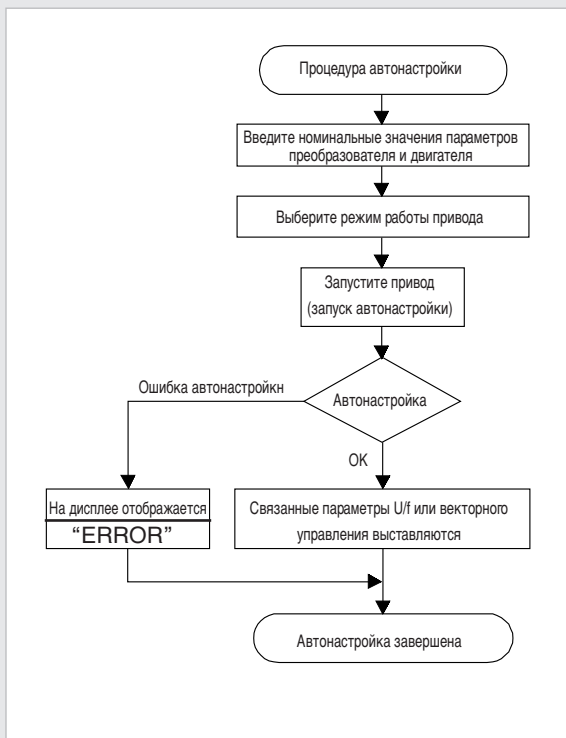 Процедура автонастройки
Введите номинальные значения параметров
преобразователя и двигателя
Выберите режим работы привода
Запустите привод
(запуск автонастройки)
Ошибка автонастройкн
Автонастройка
OK
На дисплее отображается
“ERROR”
Связанные параметры U/f или векторного
управления выставляются
Автонастройка завершена